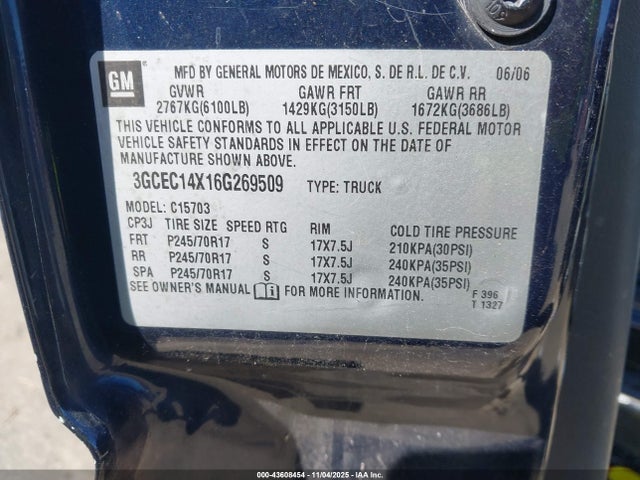 GM
MFD BY GENERAL MOTORS DE MEXICO, S. DE R.L. DE C.V. 06/06
GVWR GAWR FRT GAWR RR
2767KG(6100LB) 1429KG(3150LB) 1672KG(3686LB)
THIS VEHICLE CONFORMS TO ALL APPLICABLE U.S. FEDERAL MOTOR
VEHICLE SAFETY STANDARDS IN EFFECT ON THE DATE OF
MANUFACTURE SHOWN ABOVE.
3GCEC14X16G269509 TYPE: TRUCK
MODEL: C15703
CP3J TIRE SIZE SPEED RTG RIM COLD TIRE PRESSURE
FRT P245/70R17 S 17X7.5J 210KPA(30PSI)
RR P245/70R17 S 17X7.5J 240KPA(35PSI)
SPA P245/70R17 S 17X7.5J 240KPA(35PSI)
SEE OWNER'S MANUAL FOR MORE INFORMATION.
F 396
T 1327
000-43608454 - 11/04/2025 - IAAI.COM